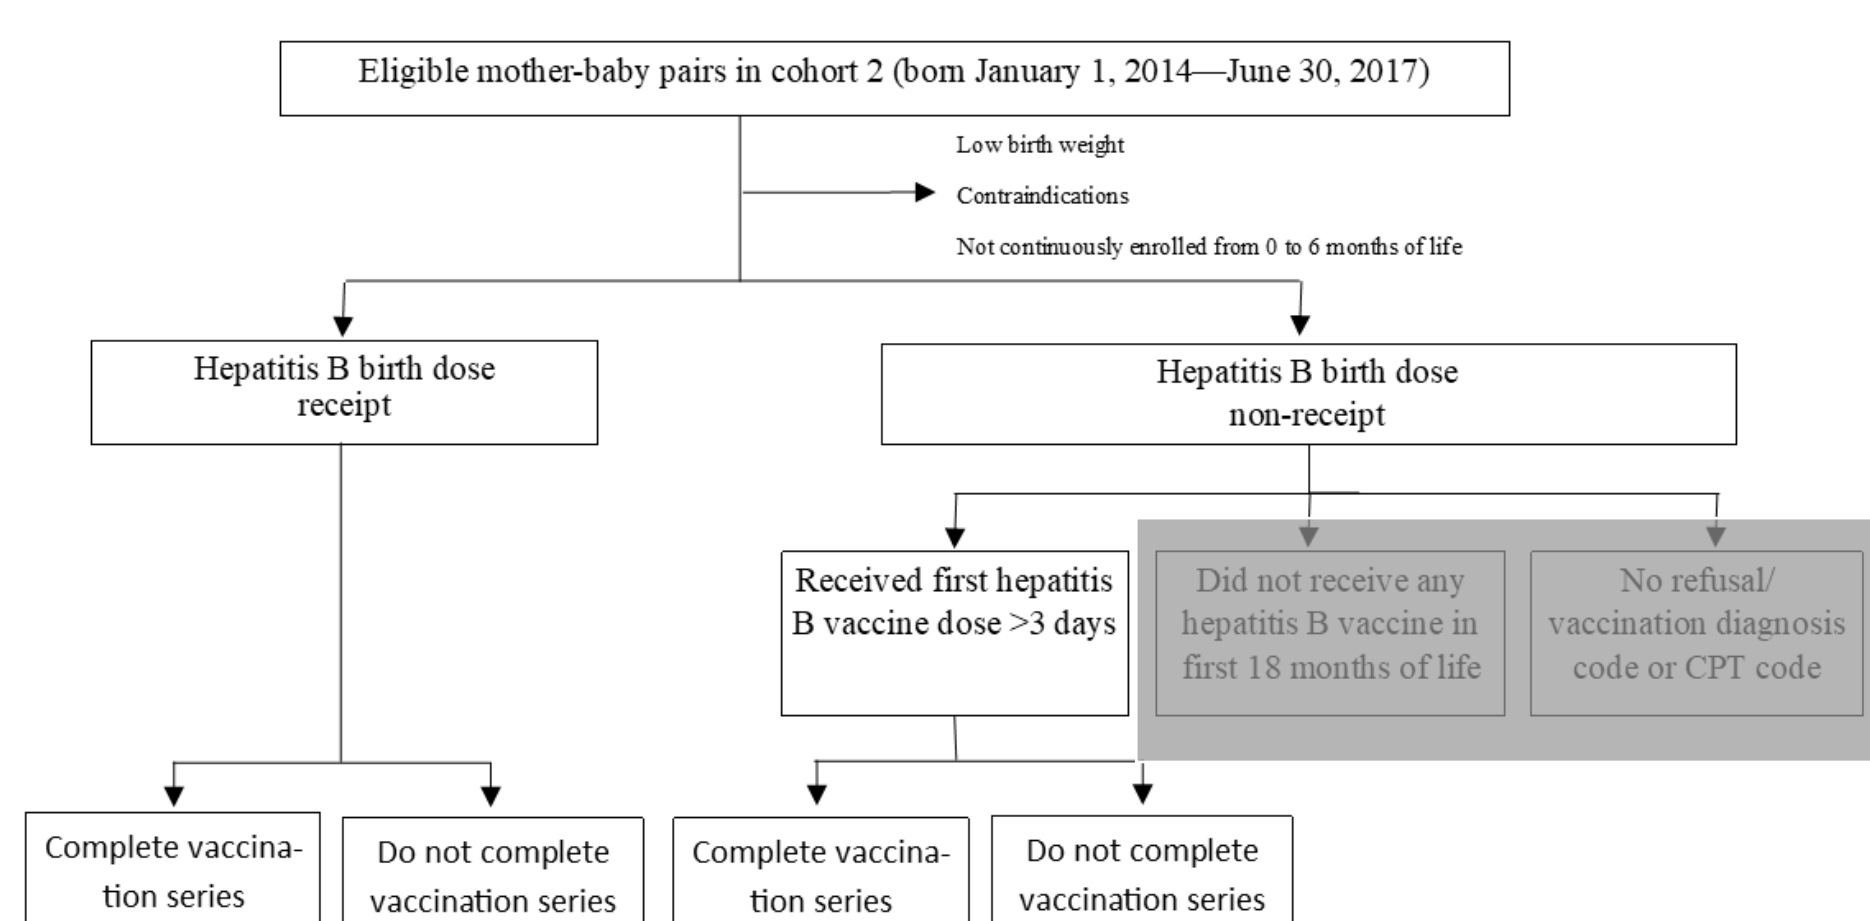 Eligible mother-baby pairs in cohort 2 (born January 1, 2014—June 30, 2017)
Low birth weight
Contraindications
Not continuously enrolled from 0 to 6 months of life
Hepatitis B birth dose
receipt
Hepatitis B birth dose
non-receipt
Received first hepatitis
B vaccine dose >3 days
Did not receive any
hepatitis B vaccine in
first 18 months of life
No refusal/
vaccination diagnosis
code or CPT code
Complete vaccina-
tion series
Do not complete
vaccination series
Complete vaccina-
tion series
Do not complete
vaccination series